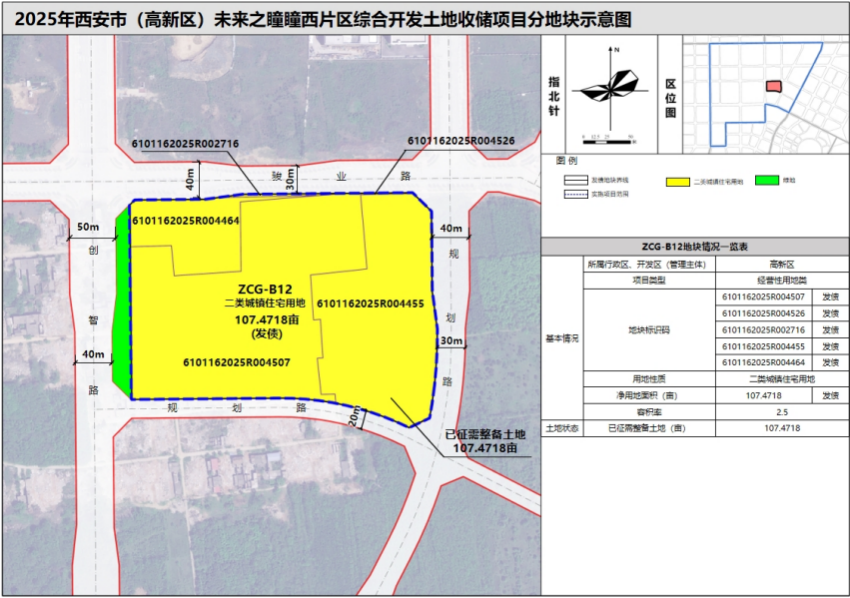 2025年西安市（高新区）未来之瞳瞳西片区综合开发土地收储项目分地块示意图
6101162025R002716
6101162025R004526
40m
30m
骏业路
6101162025R004464
50m
40m
创智路
规划路
ZCG-B12
二类城镇住宅用地
107.4718亩
(发债)
6101162025R004455
30m
40m
6101162025R004507
规划路
20m
已征需整备土地
107.4718亩
指北针
N
区位图
图例
发债地块界线
二类城镇住宅用地
绿地
实施项目范围
ZCG-B12地块情况一览表
基本情况
所属行政区、开发区（管理主体） 高新区
项目类型 经营性用地类
地块标识码
6101162025R004507 发债
6101162025R004526 发债
6101162025R002716 发债
6101162025R004455 发债
6101162025R004464 发债
用地性质 二类城镇住宅用地
净用地面积（亩） 107.4718 发债
容积率 2.5
土地状态 已征需整备土地（亩） 107.4718